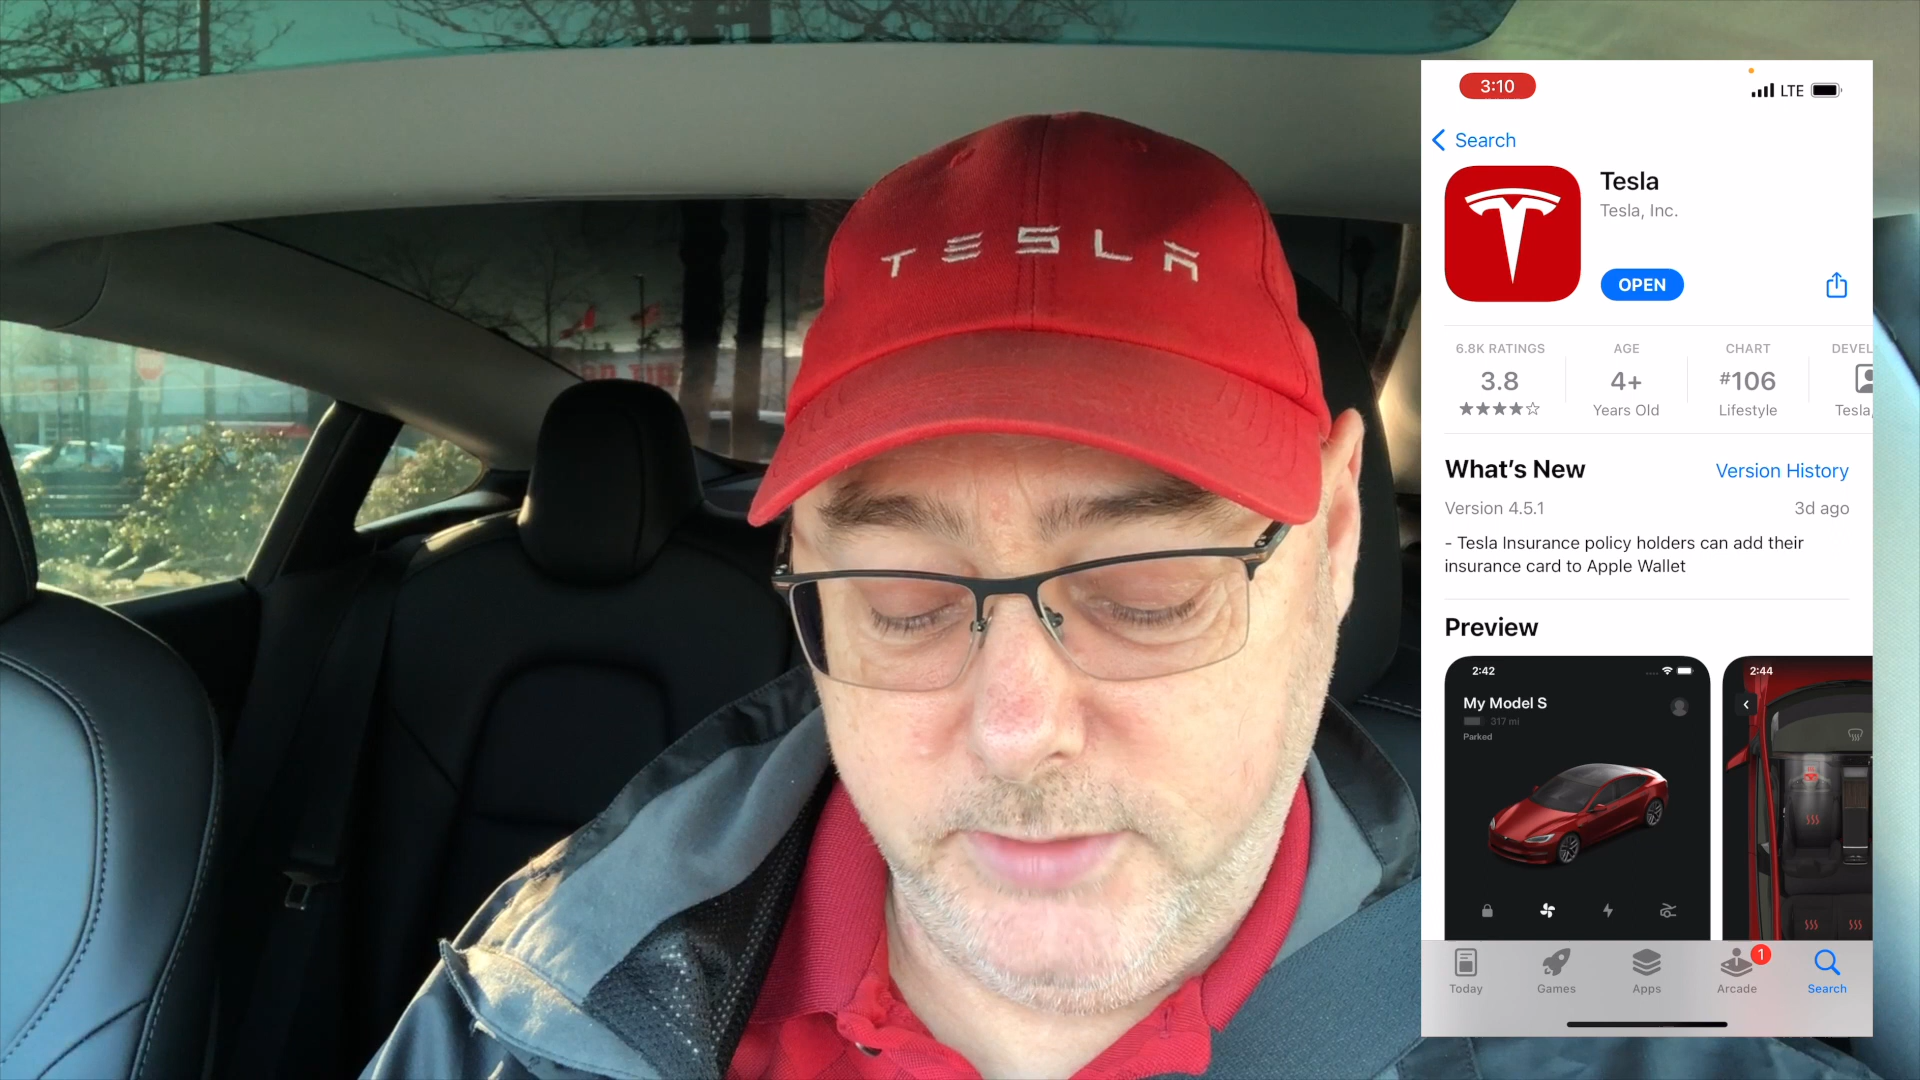 TESLA
3:10
LTE
Search
Tesla
Tesla, Inc.
OPEN
6.8K RATINGS
3.8
AGE
4+
Years Old
CHART
#106
Lifestyle
DEVEL
Tesla,
What's New
Version History
Version 4.5.1
3d ago
- Tesla Insurance policy holders can add their
insurance card to Apple Wallet
Preview
2:42
My Model S
317 mi
Parked
2:44
Today
Games
Apps
1
Arcade
Search